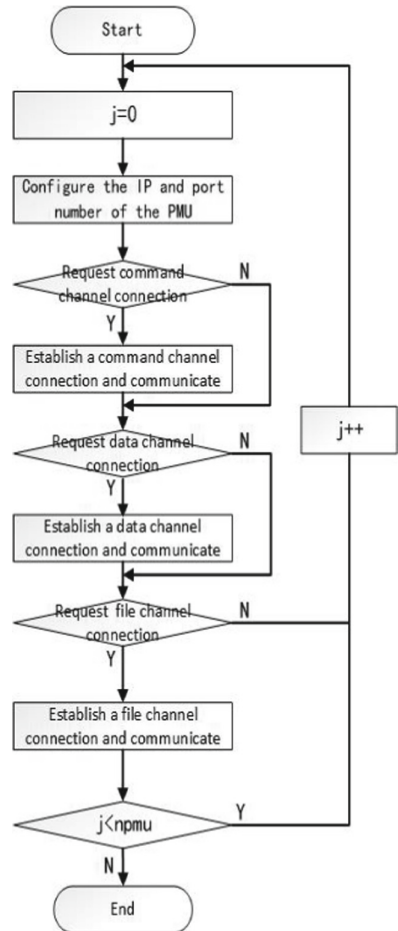 Start
j=0
Configure the IP and port
number of the PMU
Request command
channel connection
N
Y
Establish a command channel
connection and communicate
Request data channel
connection
N
Y
j++
Establish a data channel
connection and communicate
Request file channel
connection
N
Y
Establish a file channel
connection and communicate
j<npmu
Y
N
End